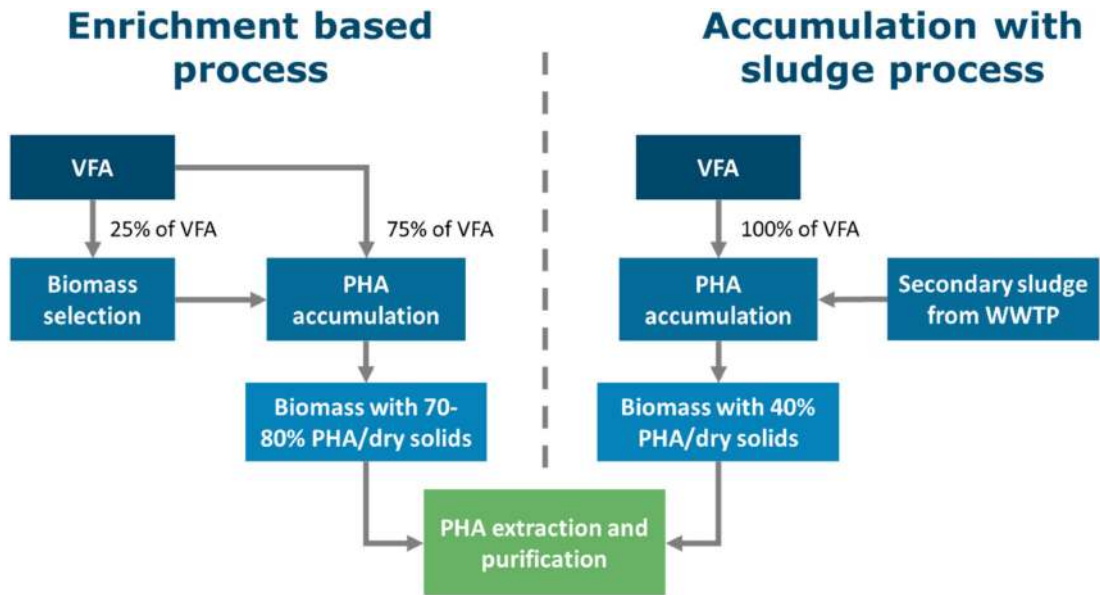 Enrichment based
process
VFA
25% of VFA
75% of VFA
Biomass
selection
PHA
accumulation
Biomass with 70-
80% PHA/dry solids
Accumulation with
sludge process
VFA
100% of VFA
PHA
accumulation
Secondary sludge
from WWTP
Biomass with 40%
PHA/dry solids
PHA extraction and
purification